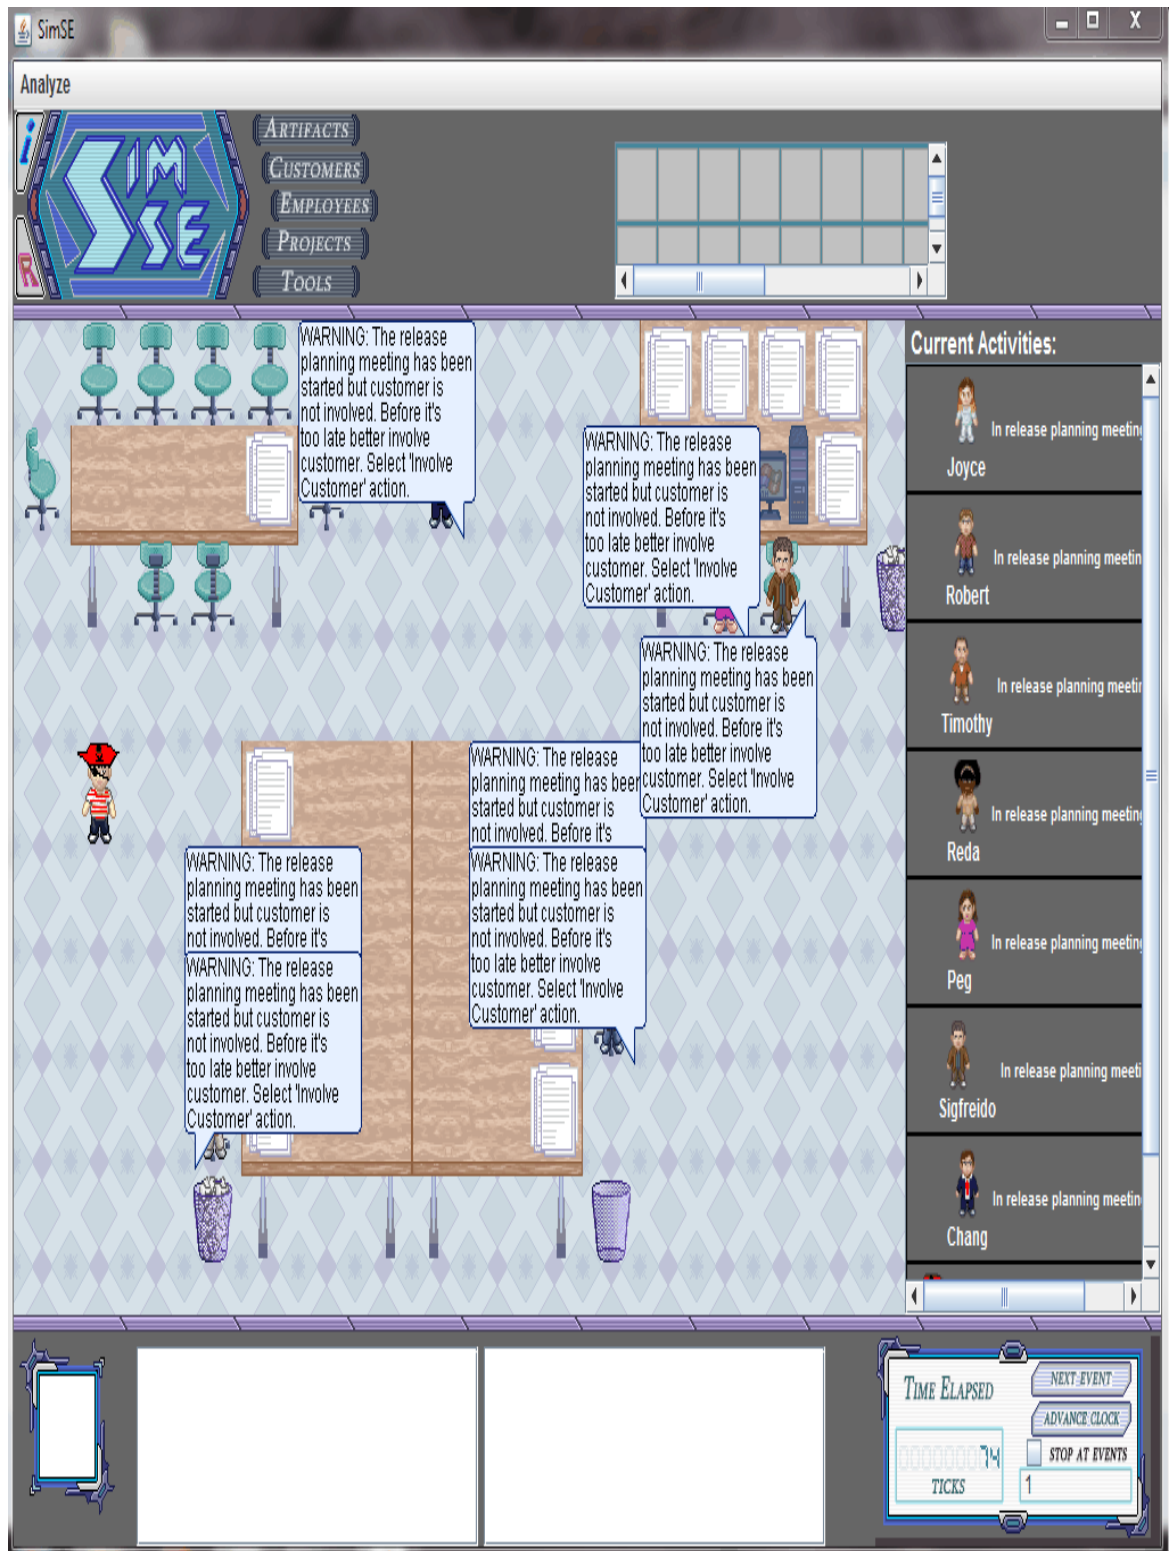 SimSE
Analyze
i
R
SIM
SE
ARTIFACTS
CUSTOMERS
EMPLOYEES
PROJECTS
TOOLS
WARNING: The release
planning meeting has been
started but customer is
not involved. Before it's
too late better involve
customer. Select 'Involve
Customer' action.
WARNING: The release
planning meeting has been
started but customer is
not involved. Before it's
too late better involve
customer. Select 'Involve
Customer' action.
WARNING: The release
planning meeting has been
started but customer is
not involved. Before it's
too late better involve
customer. Select 'Involve
Customer' action.
WARNING: The release
planning meeting has been
started but customer is
not involved. Before it's
WARNING: The release
planning meeting has been
started but customer is
not involved. Before it's
too late better involve
customer. Select 'Involve
Customer' action.
WARNING: The release
planning meeting has been
started but customer is
not involved. Before it's
WARNING: The release
planning meeting has been
started but customer is
not involved. Before it's
too late better involve
customer. Select 'Involve
Customer' action.
Current Activities:
In release planning meeting
Joyce
In release planning meetin
Robert
In release planning meetin
Timothy
In release planning meeting
Reda
In release planning meeting
Peg
In release planning meeti
Sigfreido
In release planning meetin
Chang
TIME ELAPSED
NEXT EVENT
ADVANCE CLOCK
STOP AT EVENTS
74
TICKS
1